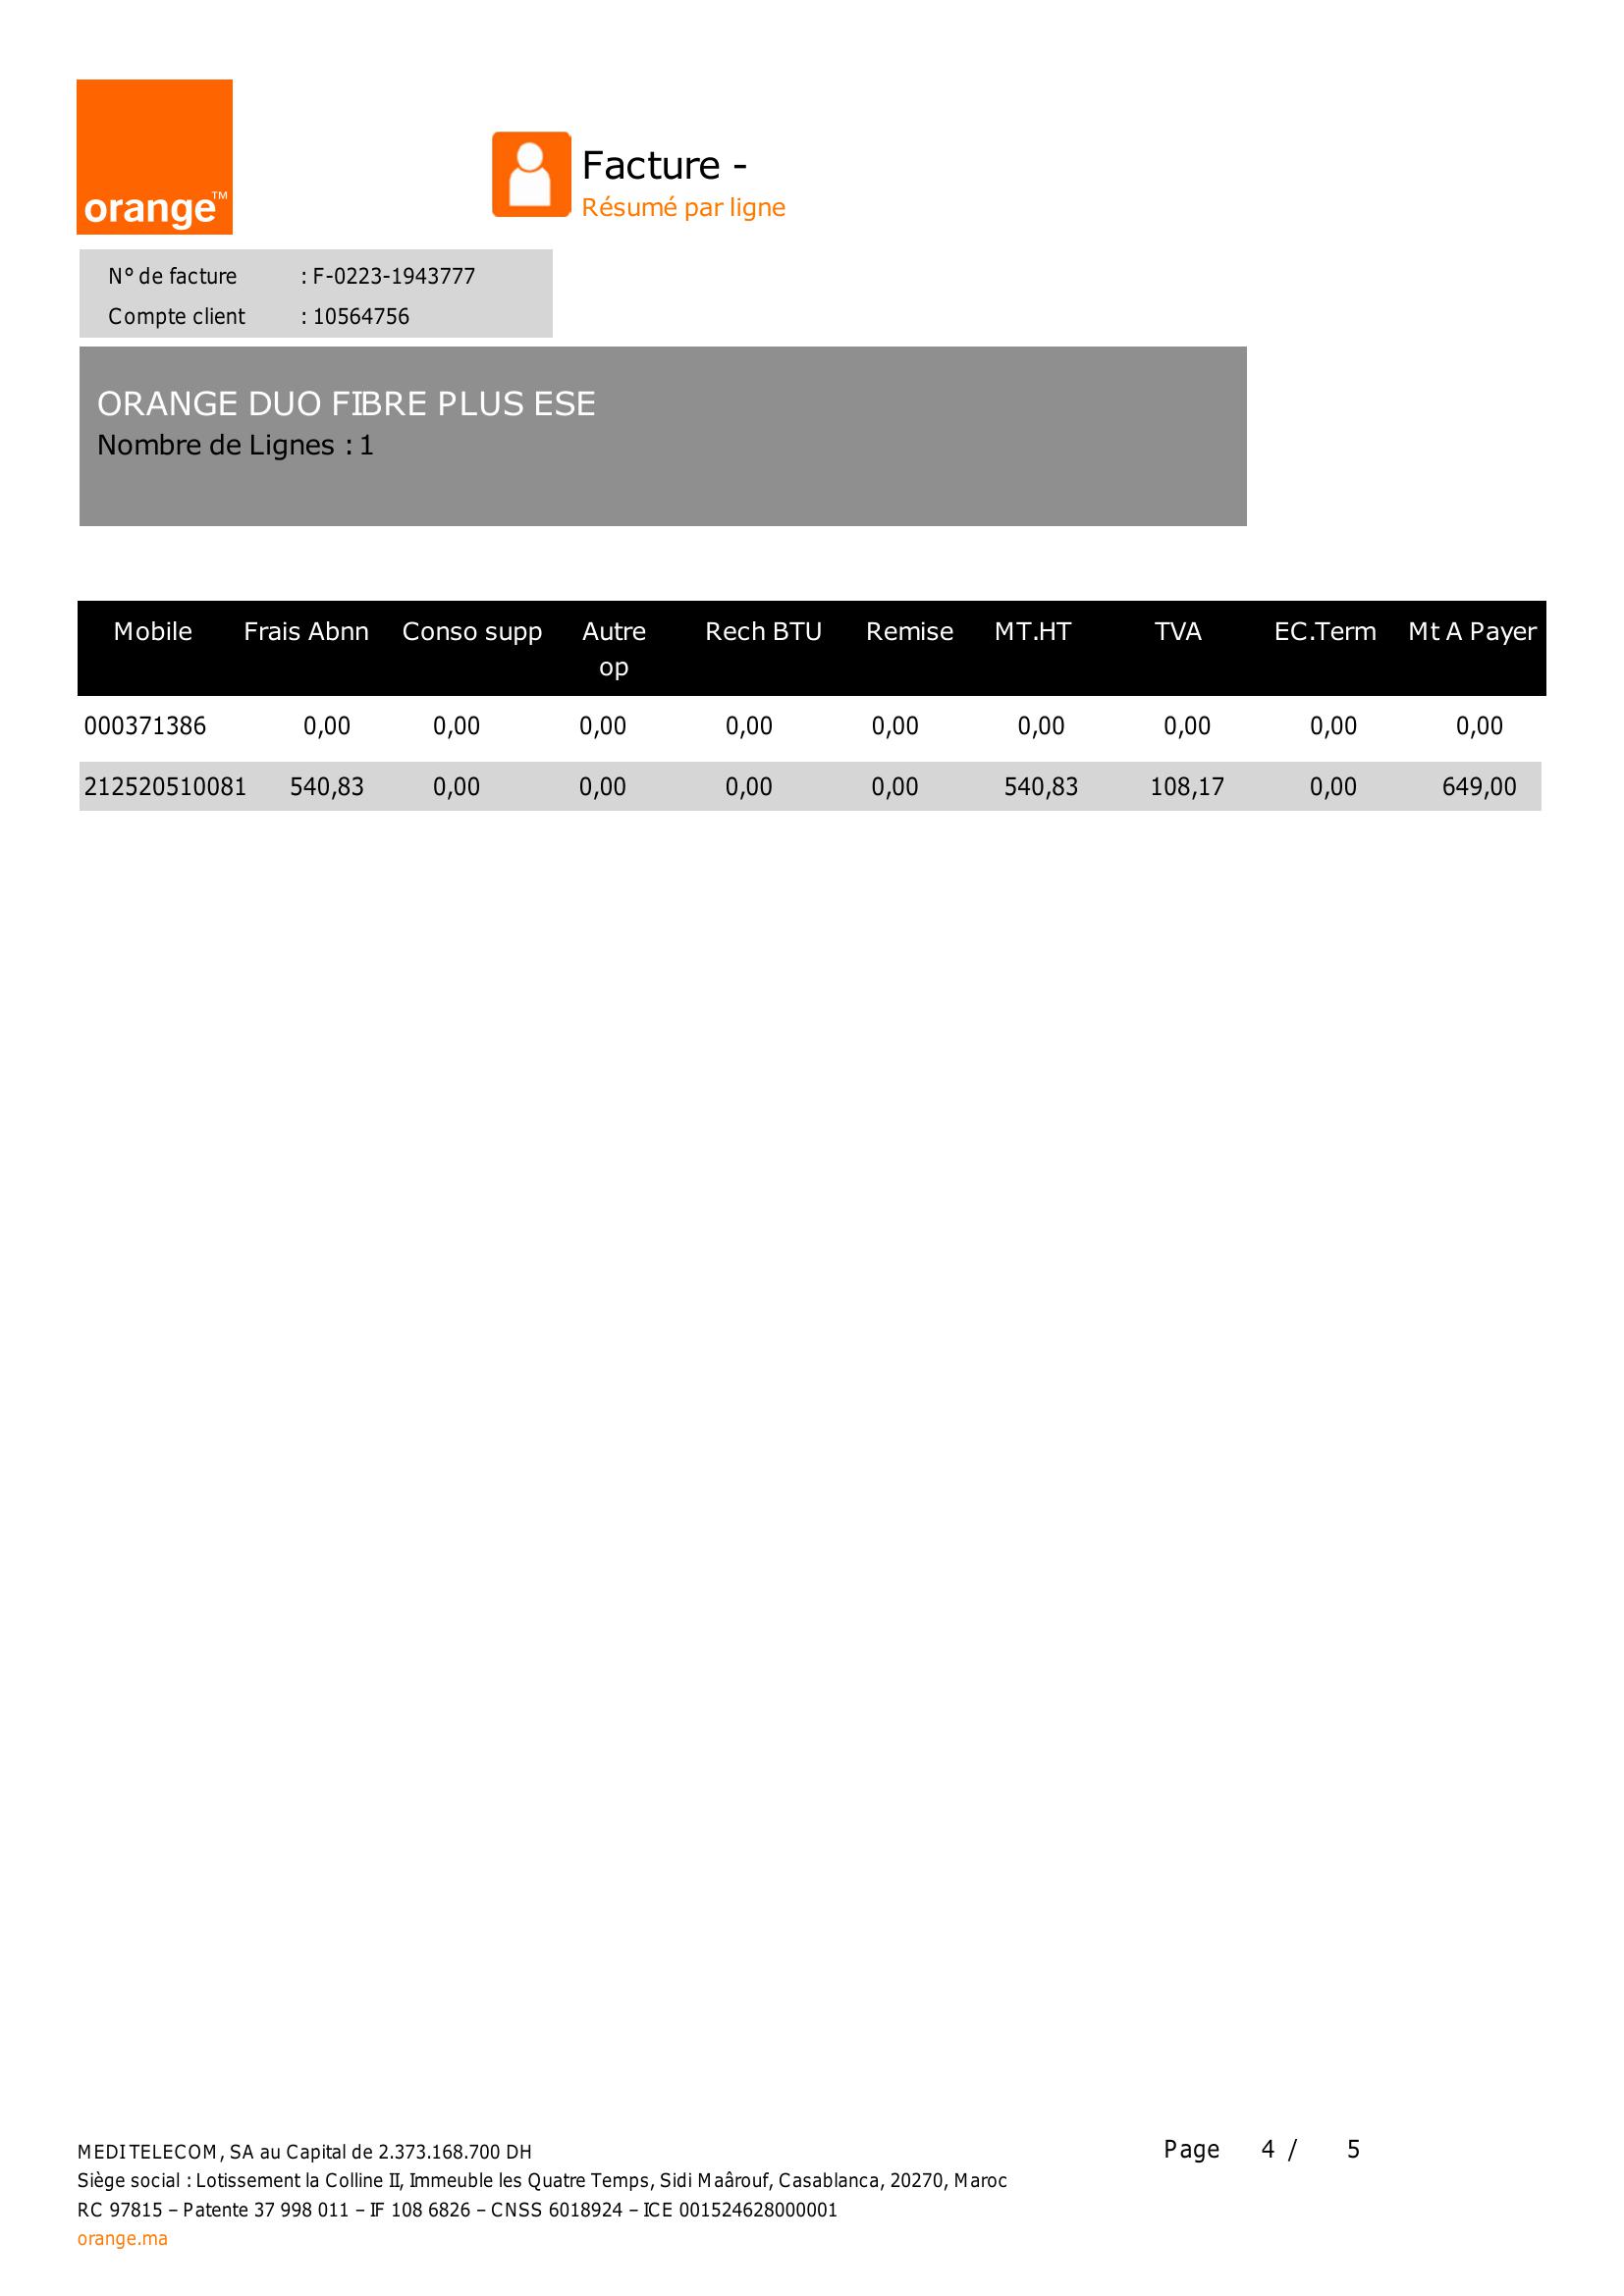 orange™
Facture -
Résumé par ligne
N° de facture : F-0223-1943777
Compte client : 10564756
ORANGE DUO FIBRE PLUS ESE
Nombre de Lignes : 1
Mobile Frais Abnn Conso supp Autre op Rech BTU Remise MT.HT TVA EC.Term Mt A Payer
000371386 0,00 0,00 0,00 0,00 0,00 0,00 0,00 0,00 0,00
212520510081 540,83 0,00 0,00 0,00 0,00 540,83 108,17 0,00 649,00
MEDITELECOM, SA au Capital de 2.373.168.700 DH
Page 4 / 5
Siège social : Lotissement la Colline II, Immeuble les Quatre Temps, Sidi Maârouf, Casablanca, 20270, Maroc
RC 97815 – Patente 37 998 011 – IF 108 6826 – CNSS 6018924 – ICE 001524628000001
orange.ma